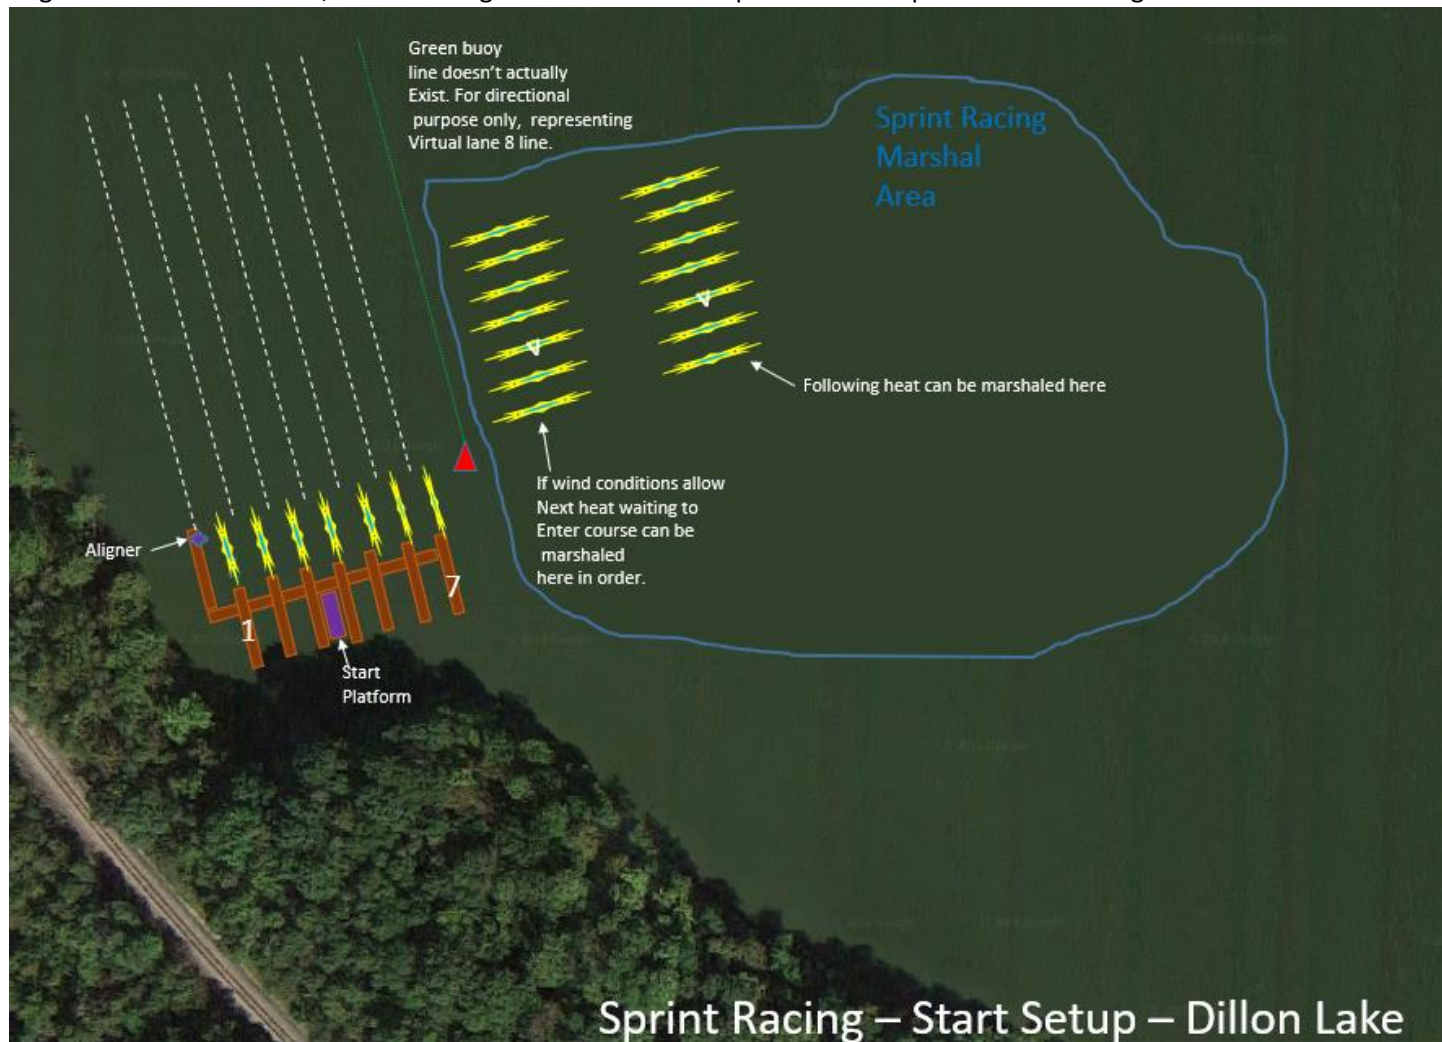 Green buoy
line doesn't actually
Exist. For directional
purpose only, representing
Virtual lane 8 line.
Sprint Racing
Marshal
Area
Following heat can be marshaled here
If wind conditions allow
Next heat waiting to
Enter course can be
marshaled
here in order.
Aligner
7
1
Start
Platform
Sprint Racing – Start Setup – Dillon Lake